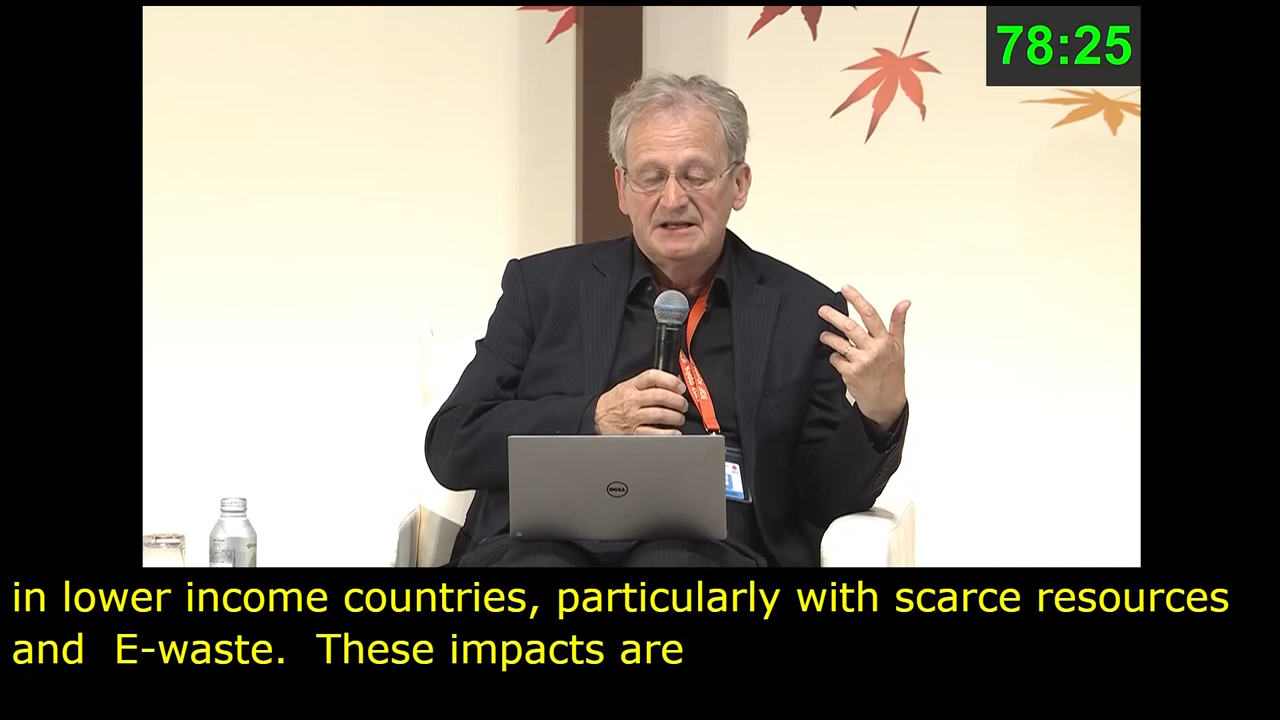 78:25
DELL
in lower income countries, particularly with scarce resources
and  E-waste.  These impacts are